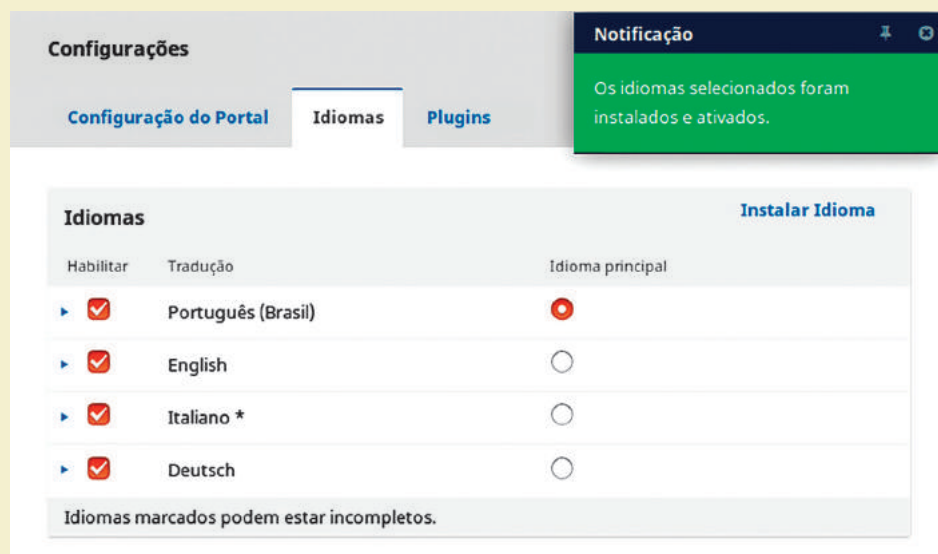 Configurações
Notificação
Os idiomas selecionados foram
instalados e ativados.
Configuração do Portal Idiomas Plugins
Idiomas Instalar Idioma
Habilitar Tradução Idioma principal
Português (Brasil)
English
Italiano *
Deutsch
Idiomas marcados podem estar incompletos.